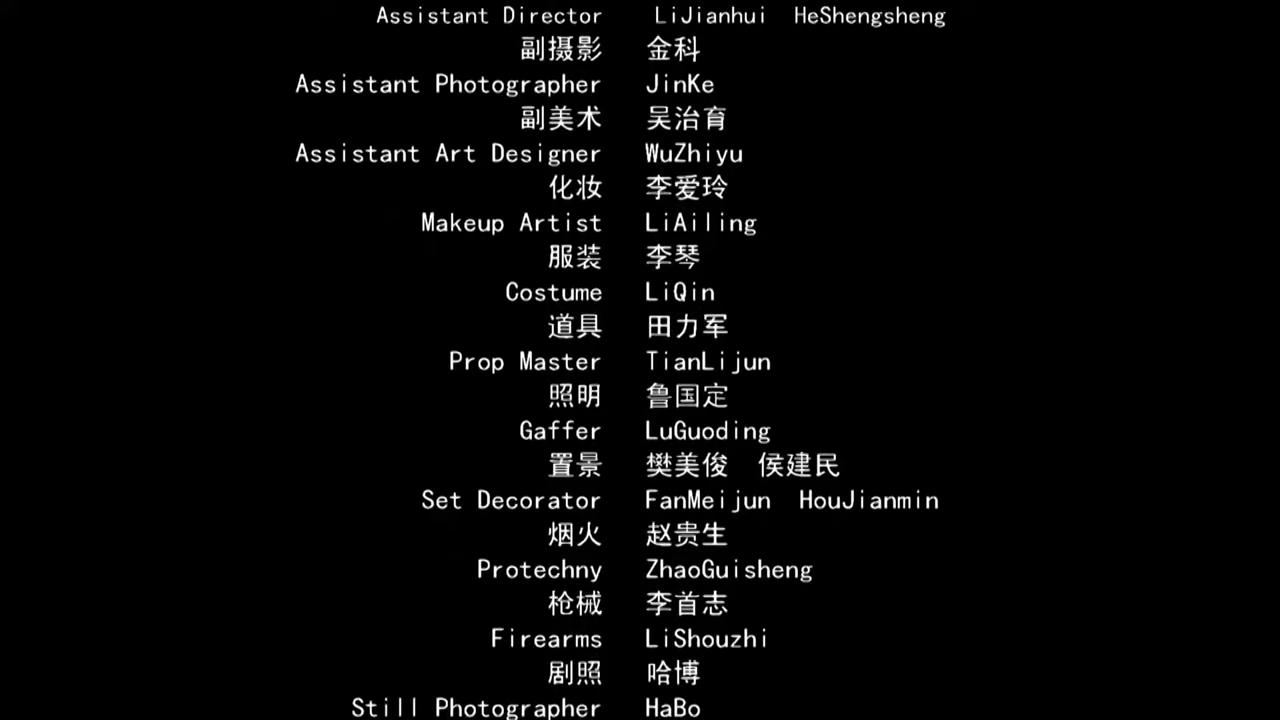 Assistant Director LiJianhui HeShengsheng
副摄影 金科
Assistant Photographer JinKe
副美术 吴治育
Assistant Art Designer WuZhiyu
化妆 李爱玲
Makeup Artist LiAiling
服装 李琴
Costume LiQin
道具 田力军
Prop Master TianLijun
照明 鲁国定
Gaffer LuGuoding
置景 樊美俊 侯建民
Set Decorator FanMeijun HouJianmin
烟火 赵贵生
Protechny ZhaoGuisheng
枪械 李首志
Firearms LiShouzhi
剧照 哈博
Still Photographer HaBo